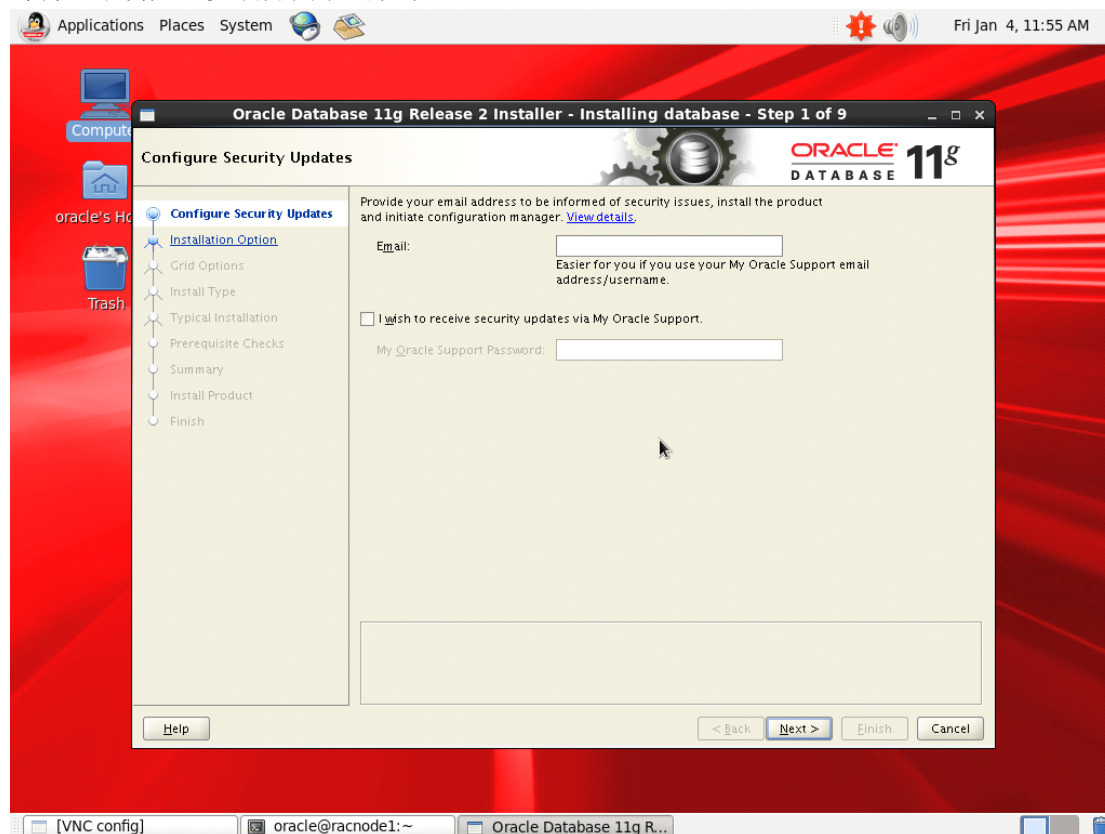 Applications Places System Fri Jan 4, 11:55 AM
Compute
oracle's Ho
Trash
Oracle Database 11g Release 2 Installer - Installing database - Step 1 of 9
Configure Security Updates
ORACLE 11g
DATABASE
Configure Security Updates
Installation Option
Grid Options
Install Type
Typical Installation
Prerequisite Checks
Summary
Install Product
Finish
Provide your email address to be informed of security issues, install the product
and initiate configuration manager. View details.
Email:
Easier for you if you use your My Oracle Support email
address/username.
I wish to receive security updates via My Oracle Support.
My Oracle Support Password:
Help
< Back Next > Finish Cancel
[VNC config] oracle@racnode1:~ Oracle Database 11g R...